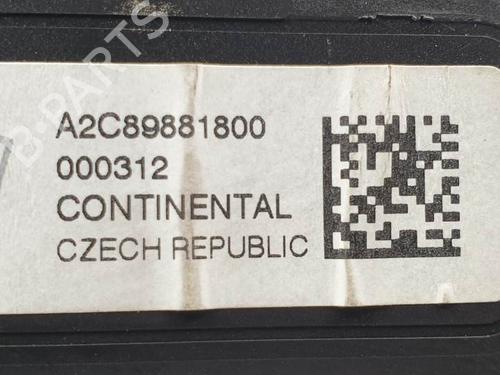 A2C89881800
000312
CONTINENTAL
CZECH REPUBLIC
B-PARTS